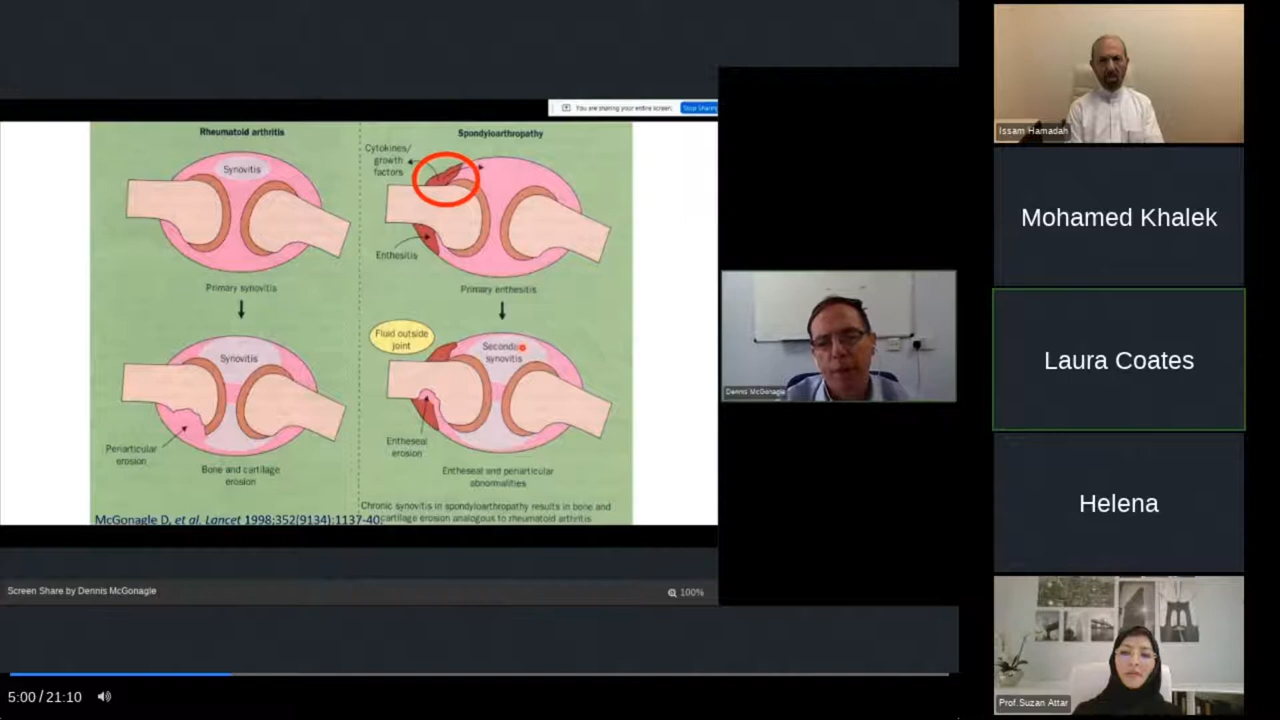 You are sharing your entire screen.
Stop Sharing
Rheumatoid arthritis
Synovitis
Primary synovitis
Synovitis
Periarticular
erosion
Bone and cartilage
erosion
Spondyloarthropathy
Cytokines/
growth
factors
Enthesitis
Primary enthesitis
Fluid outside
joint
synovitis
Entheseal
erosion
Entheseal and periarticular
abnormalities
Chronic synovitis in spondyloarthropathy results in bone and
cartilage erosion analogous to rheumatoid arthritis
McGonagle D, et al. Lancet 1998;352(9134):1137-40
Screen Share by Dennis McGonagle
100%
Dennis McGonagle
Issam Hamadah
Mohamed Khalek
Laura Coates
Helena
Prof.Suzan Attar
5:00 / 21:10